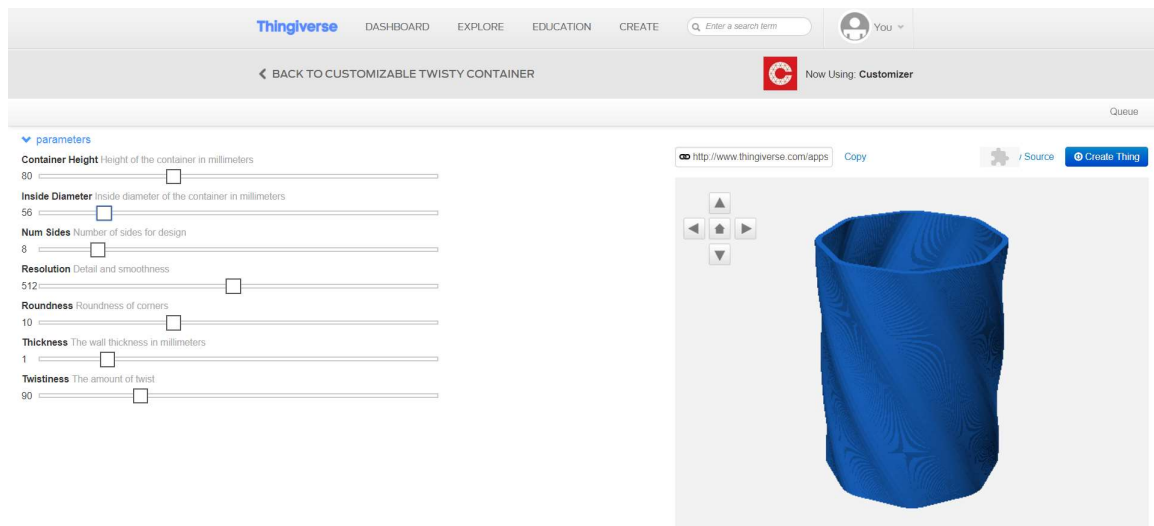 Thingiverse DASHBOARD EXPLORE EDUCATION CREATE Enter a search term You
BACK TO CUSTOMIZABLE TWISTY CONTAINER Now Using: Customizer
Queue
parameters
Container Height Height of the container in millimeters
80
Inside Diameter Inside diameter of the container in millimeters
56
Num Sides Number of sides for design
8
Resolution Detail and smoothness
512
Roundness Roundness of corners
10
Thickness The wall thickness in millimeters
1
Twistiness The amount of twist
90
http://www.thingiverse.com/apps Copy Source Create Thing